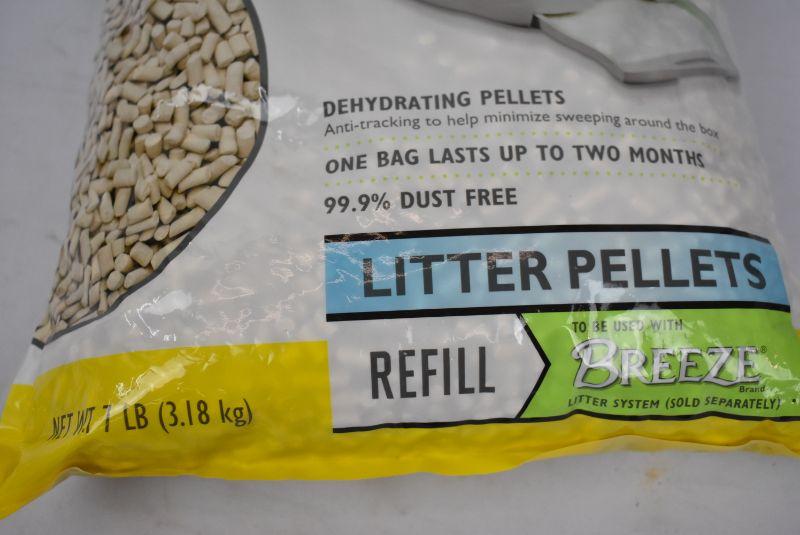 DEHYDRATING PELLETS
Anti-tracking to help minimize sweeping around the box
ONE BAG LASTS UP TO TWO MONTHS
99.9% DUST FREE
LITTER PELLETS
REFILL
TO BE USED WITH
BREEZE®
Brand
LITTER SYSTEM (SOLD SEPARATELY)
NET WT 7 LB (3.18 kg)